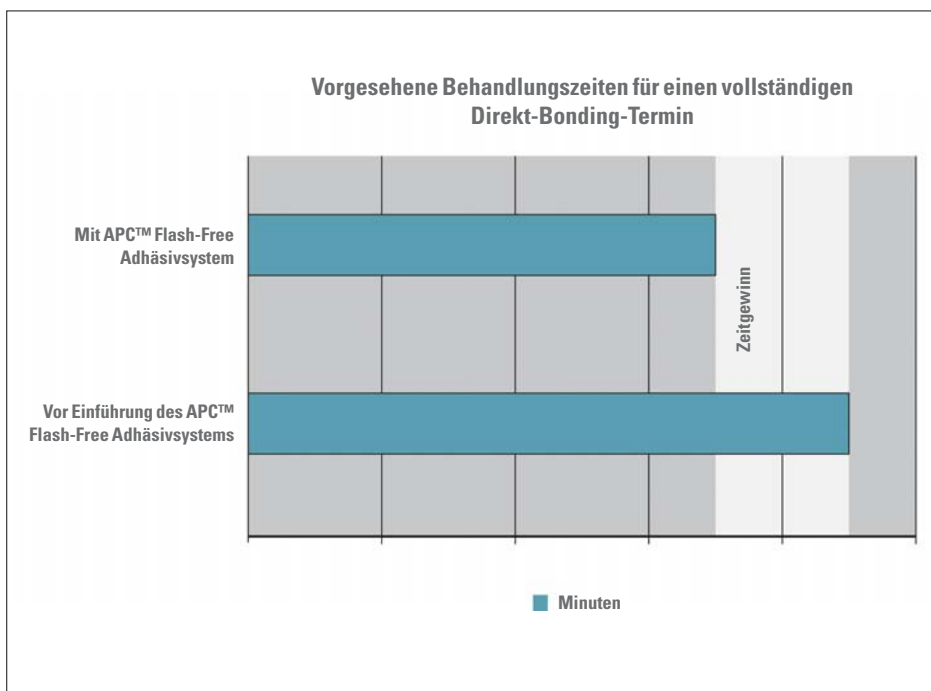 Vorgesehene Behandlungszeiten für einen vollständigen
Direkt-Bonding-Termin
Mit APC™ Flash-Free
Adhäsivsystem
Zeitgewinn
Vor Einführung des APC™
Flash-Free Adhäsivsystems
Minuten